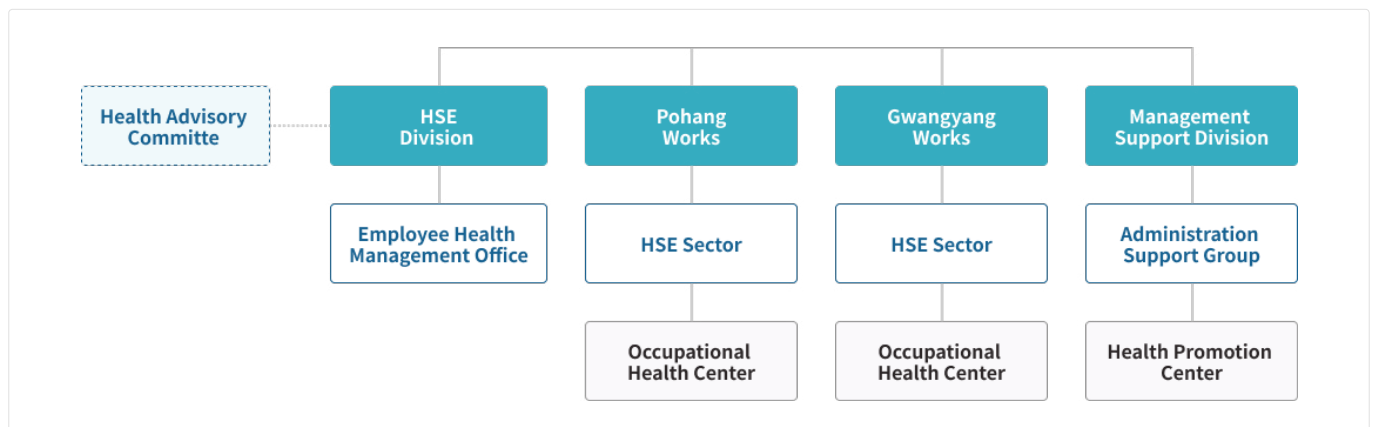 Health Advisory
Committe
HSE
Division
Pohang
Works
Gwangyang
Works
Management
Support Division
Employee Health
Management Office
HSE Sector
HSE Sector
Administration
Support Group
Occupational
Health Center
Occupational
Health Center
Health Promotion
Center